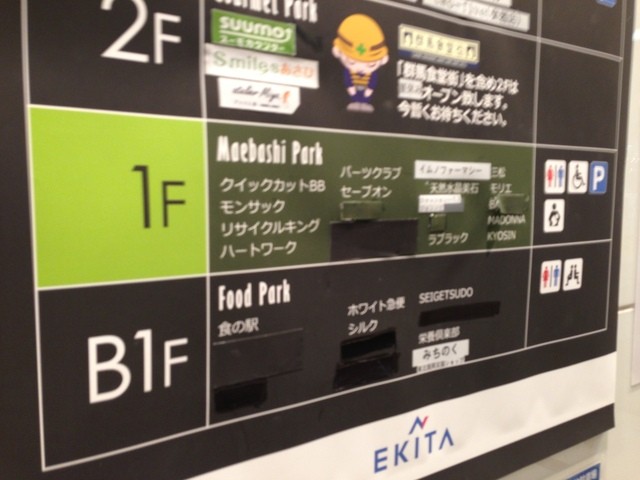 2F
Gourmet Park
suumo
スーモカウンター
Smiles
「群馬食堂街」を含め2Fは
オープン致します。
今暫くお待ちください。
1F
Maebashi Park
クイックカットBB
モンサック
リサイクルキング
ハートワーク
パーツクラブ
セーブオン
イムノファーマシー
天然水晶美石
ラブラック
三松
モリエ
MADONNA
KYOSIN
P
B1F
Food Park
食の駅
ホワイト急便
シルク
SEIGETSUDO
栄養倶楽部
みちのく
EKITA